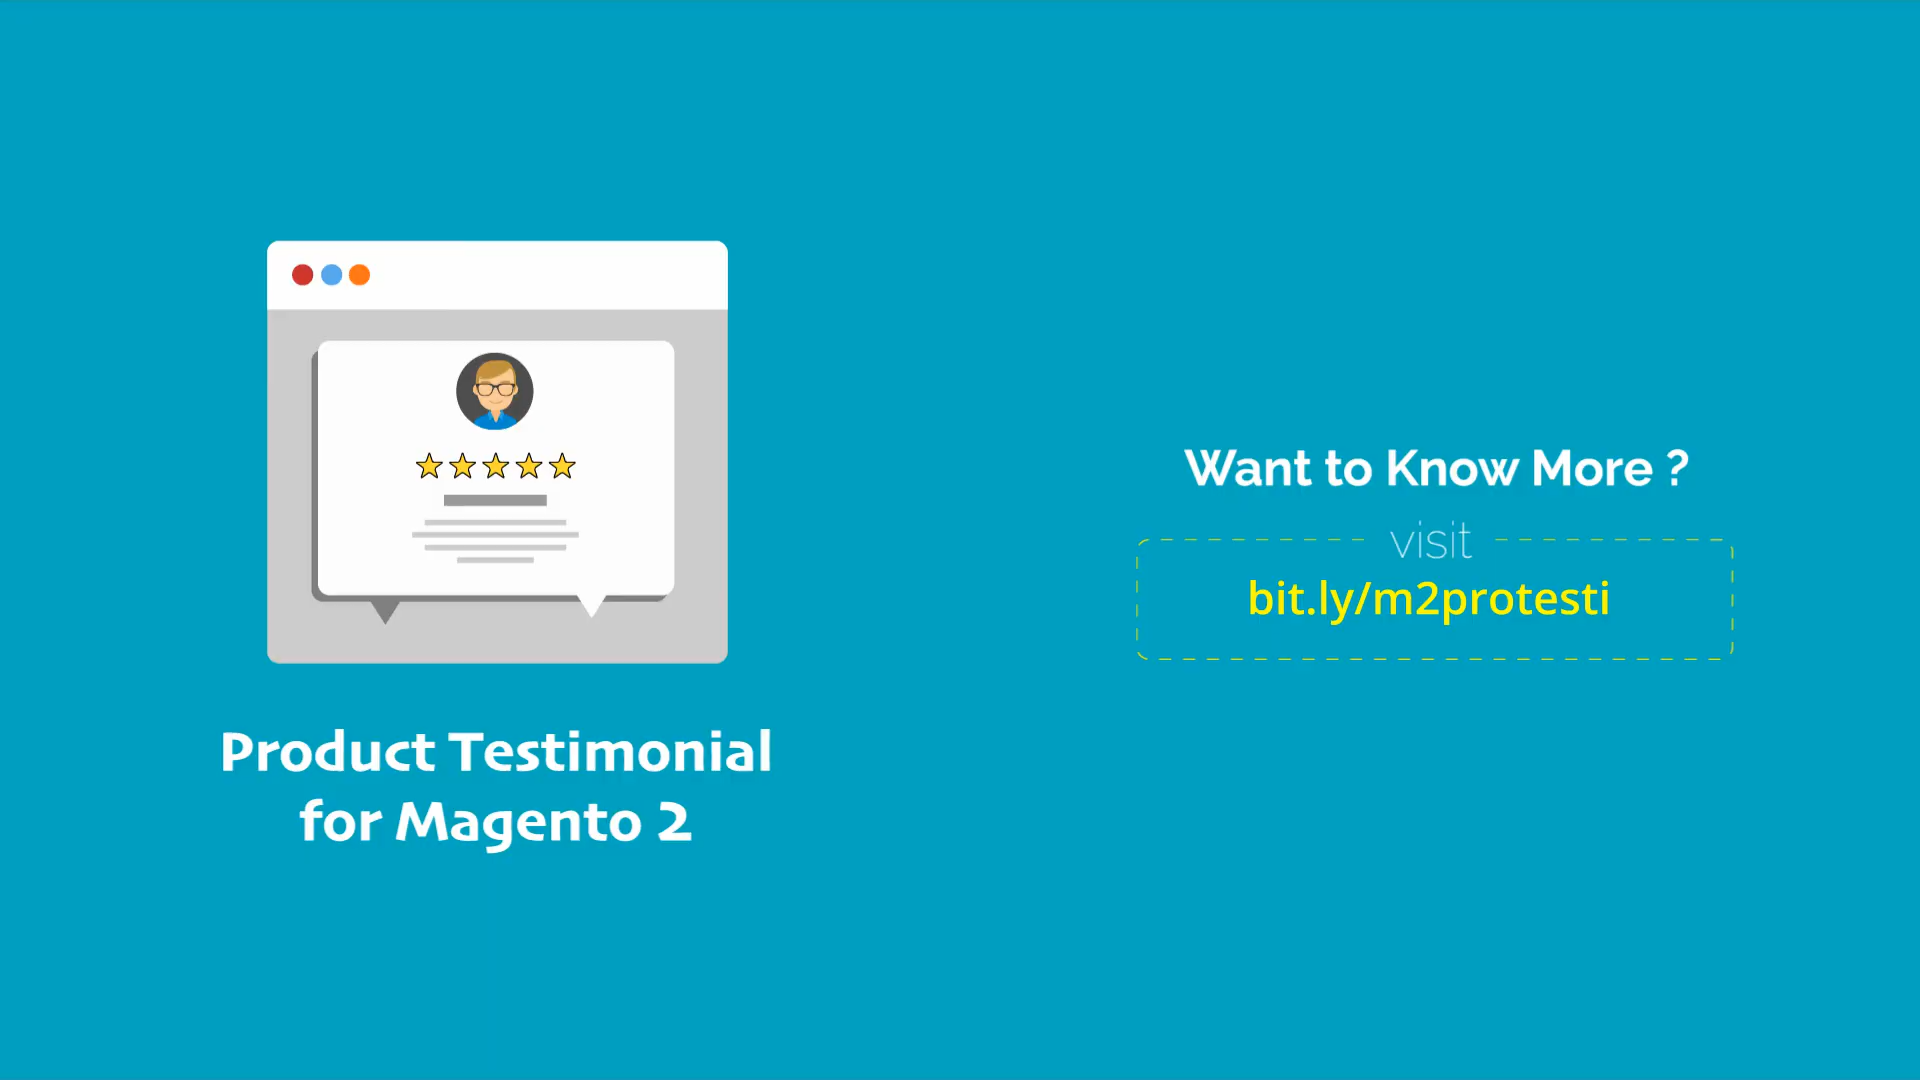 Product Testimonial
for Magento 2
Want to Know More ?
visit
bit.ly/m2protesti